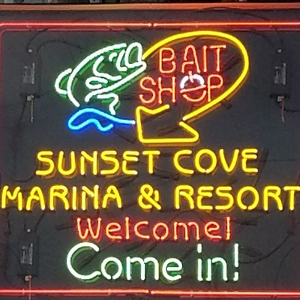 BAIT
SHOP
SUNSET COVE
MARINA & RESORT
Welcome!
Come in!